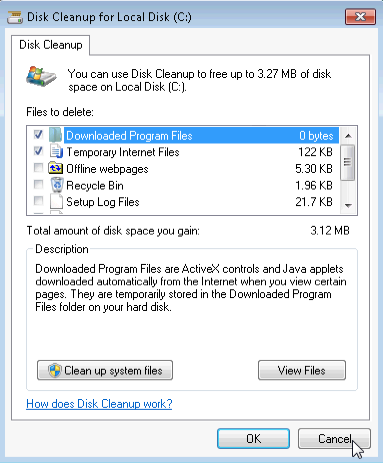 Disk Cleanup for Local Disk (C:)
Disk Cleanup
You can use Disk Cleanup to free up to 3.27 MB of disk
space on Local Disk (C:).
Files to delete:
Downloaded Program Files 0 bytes
Temporary Internet Files 122 KB
Offline webpages 5.30 KB
Recycle Bin 1.96 KB
Setup Log Files 21.7 KB
Total amount of disk space you gain: 3.12 MB
Description
Downloaded Program Files are ActiveX controls and Java applets
downloaded automatically from the Internet when you view certain
pages. They are temporarily stored in the Downloaded Program
Files folder on your hard disk.
Clean up system files View Files
How does Disk Cleanup work?
OK Cancel